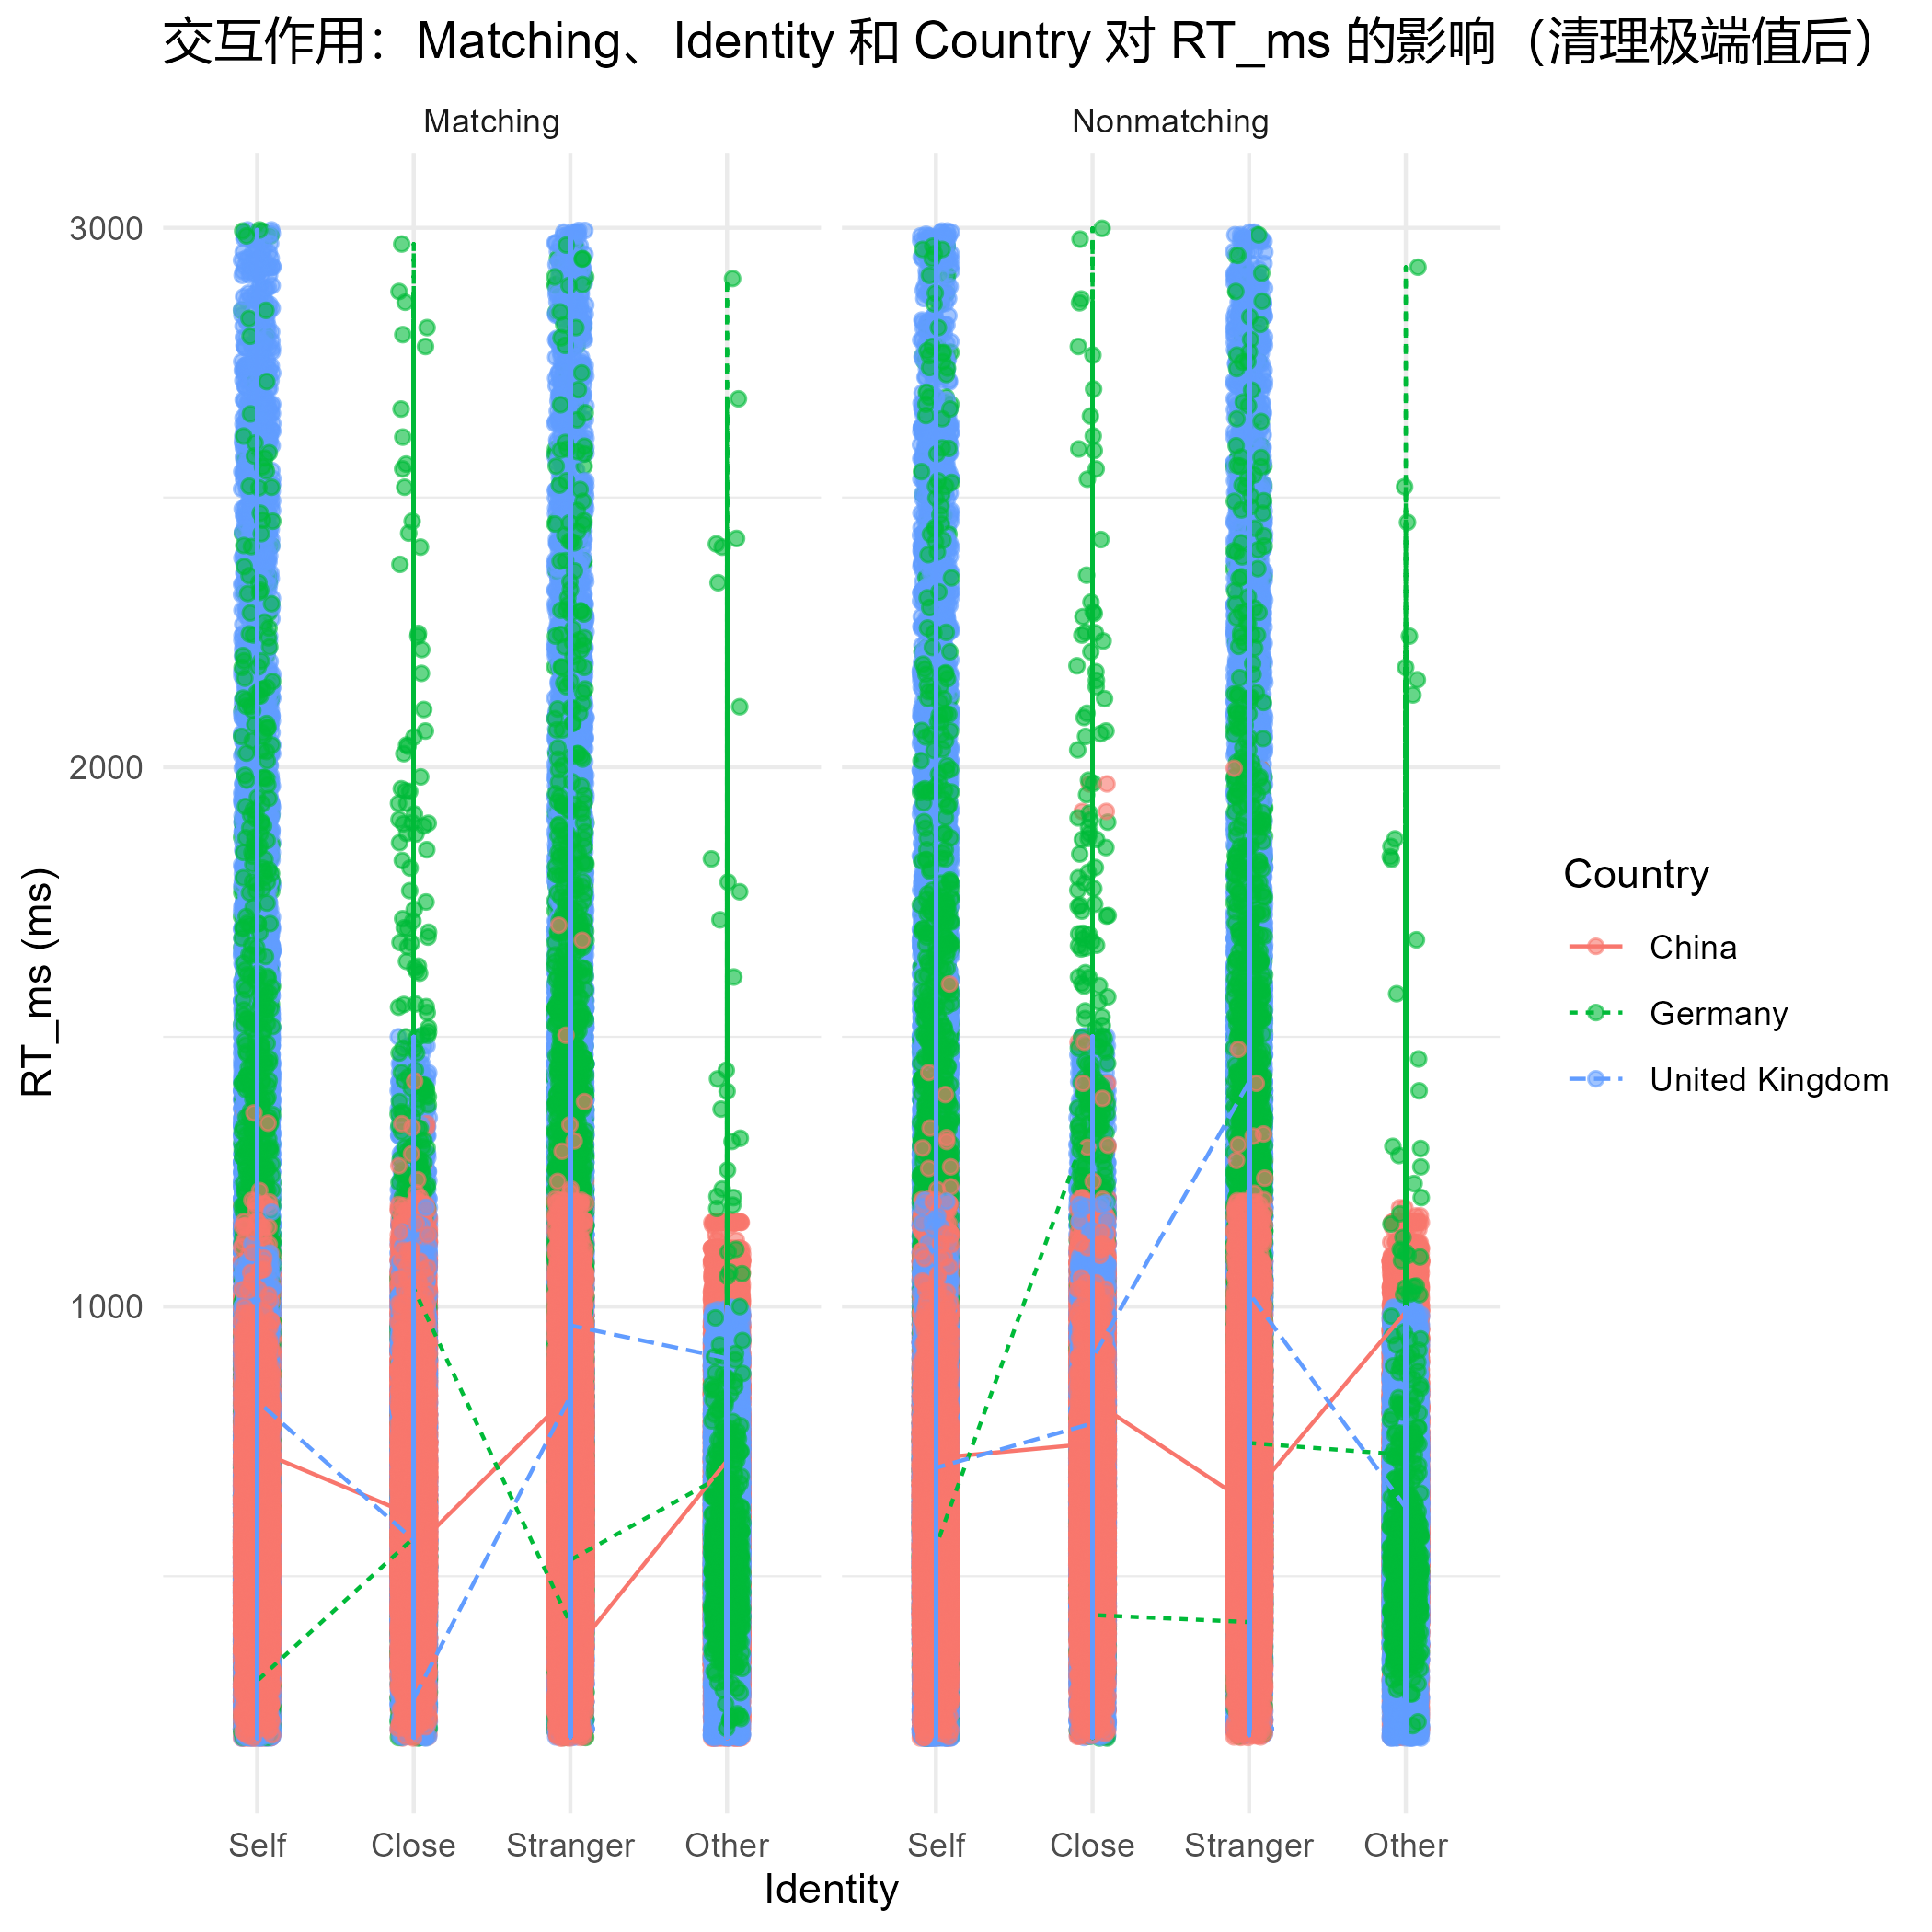 交互作用：Matching、Identity 和 Country 对 RT_ms 的影响（清理极端值后）
Matching
Nonmatching
RT_ms (ms)
3000
2000
1000
Self
Close
Stranger
Other
Self
Close
Stranger
Other
Identity
Country
China
Germany
United Kingdom